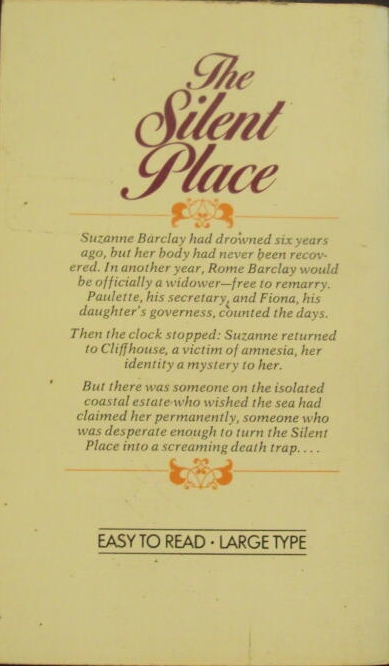 The
Silent
Place
Suzanne Barclay had drowned six years
ago, but her body had never been recov-
ered. In another year, Rome Barclay would
be officially a widower—free to remarry.
Paulette, his secretary, and Fiona, his
daughter's governess, counted the days.
Then the clock stopped: Suzanne returned
to Cliffhouse, a victim of amnesia, her
identity a mystery to her.
But there was someone on the isolated
coastal estate who wished the sea had
claimed her permanently, someone who
was desperate enough to turn the Silent
Place into a screaming death trap....
EASY TO READ • LARGE TYPE